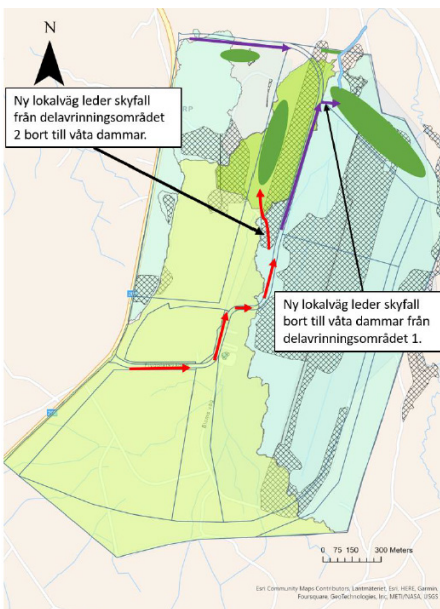 N
Ny lokalväg leder skyfall
från delavrinningsområdet
2 bort till våta dammar.
Ny lokalväg leder skyfall
bort till våta dammar från
delavrinningsområdet 1.
0 75 150 300 Meters
Esri Community Maps Contributors, Lantmäteriet, Esri, HERE, Garmin,
Foursquare, GeoTechnologies, Inc, METI/NASA, USGS